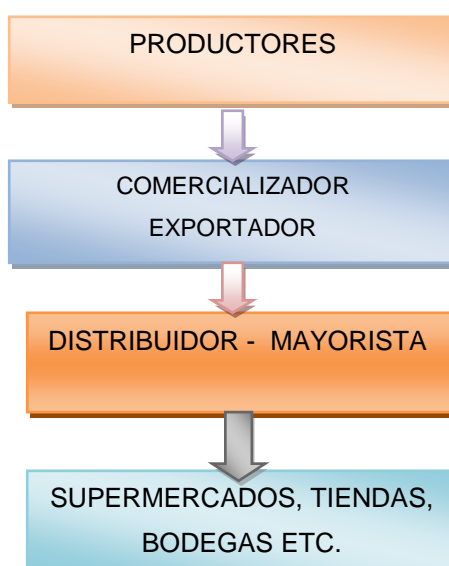 PRODUCTORES
COMERCIALIZADOR
EXPORTADOR
DISTRIBUIDOR - MAYORISTA
SUPERMERCADOS, TIENDAS,
BODEGAS ETC.